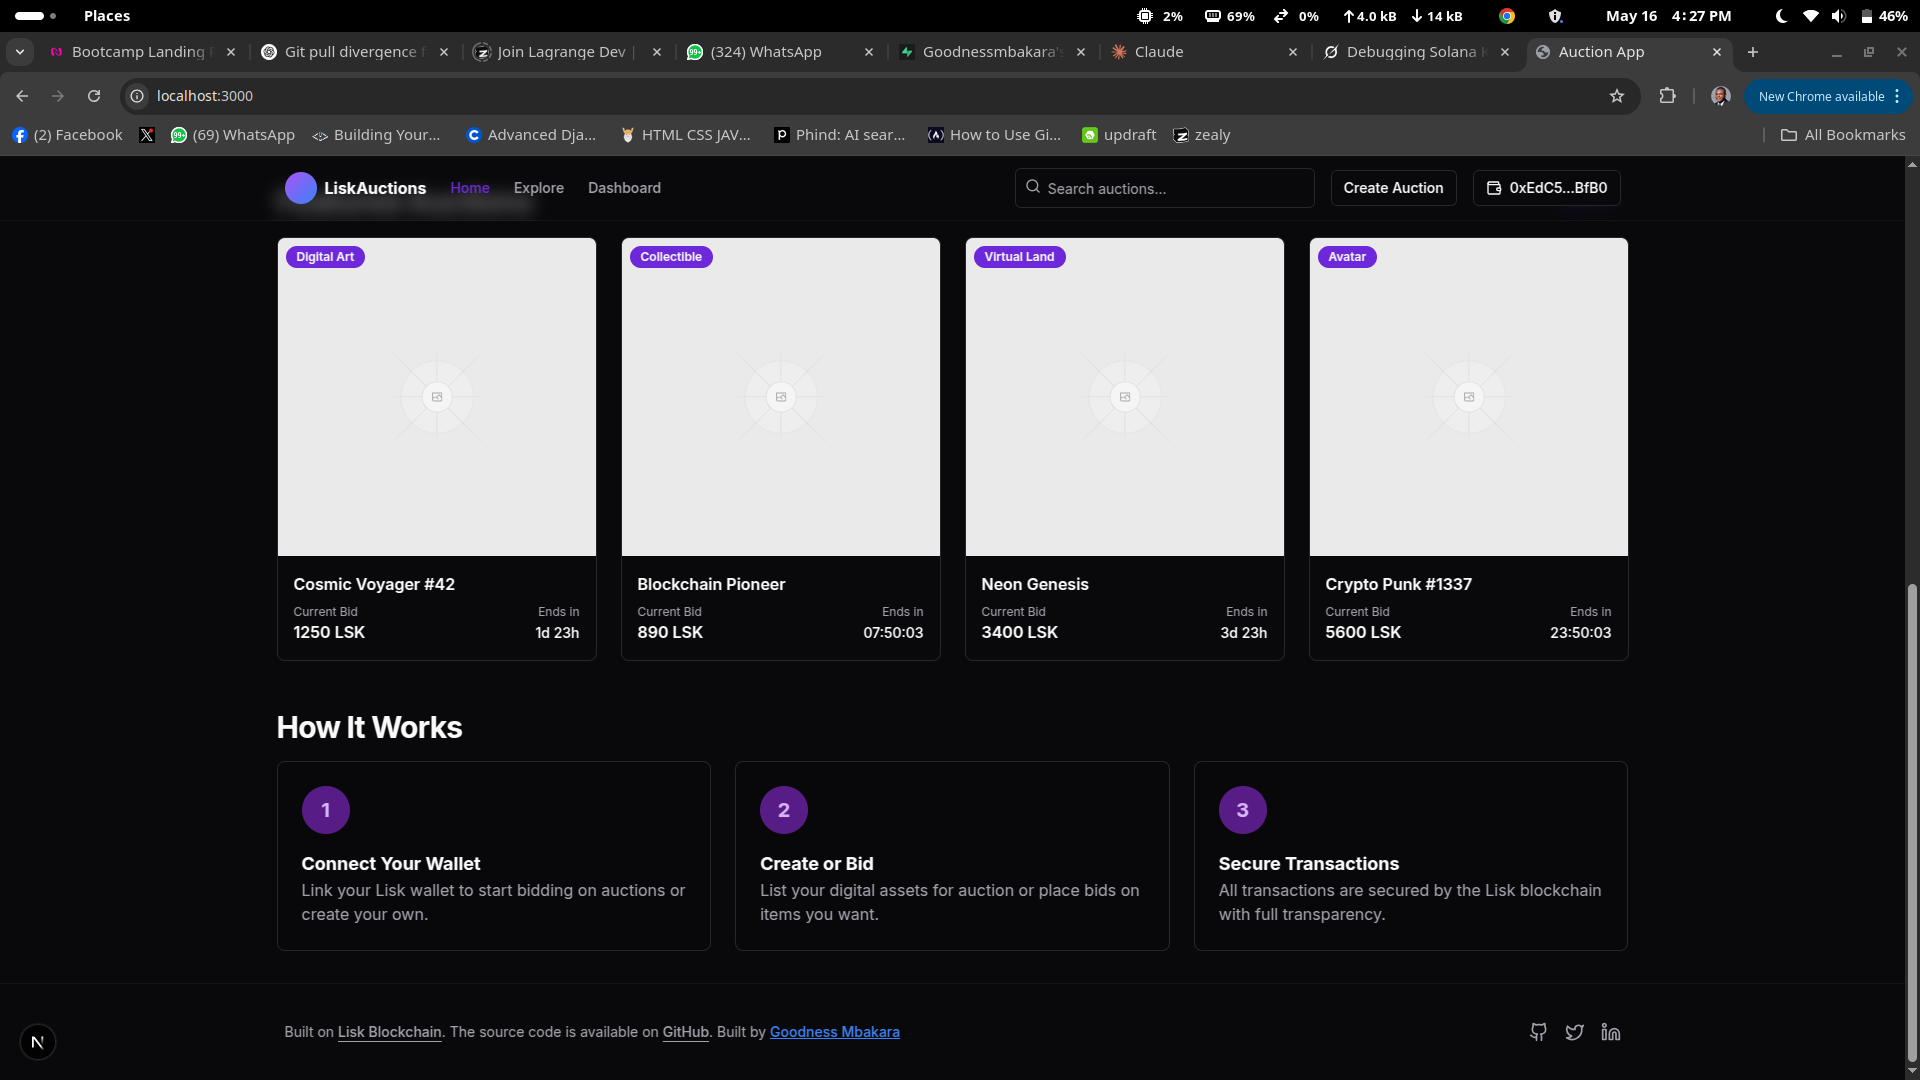 Places
2%
69%
0%
4.0 kB
14 kB
May 16
4:27 PM
46%
Bootcamp Landing
Git pull divergence
Join Lagrange Dev
(324) WhatsApp
Goodnessmbakara's
Claude
Debugging Solana
Auction App
localhost:3000
New Chrome available
(2) Facebook
(69) WhatsApp
Building Your...
Advanced Dja...
HTML CSS JAV...
Phind: AI sear...
How to Use Gi...
updraft
zealy
All Bookmarks
LiskAuctions
Home
Explore
Dashboard
Search auctions...
Create Auction
0xEdC5...BfB0
Digital Art
Collectible
Virtual Land
Avatar
Cosmic Voyager #42
Current Bid
Ends in
1250 LSK
1d 23h
Blockchain Pioneer
Current Bid
Ends in
890 LSK
07:50:03
Neon Genesis
Current Bid
Ends in
3400 LSK
3d 23h
Crypto Punk #1337
Current Bid
Ends in
5600 LSK
23:50:03
How It Works
1
Connect Your Wallet
Link your Lisk wallet to start bidding on auctions or
create your own.
2
Create or Bid
List your digital assets for auction or place bids on
items you want.
3
Secure Transactions
All transactions are secured by the Lisk blockchain
with full transparency.
Built on Lisk Blockchain. The source code is available on GitHub. Built by Goodness Mbakara
N